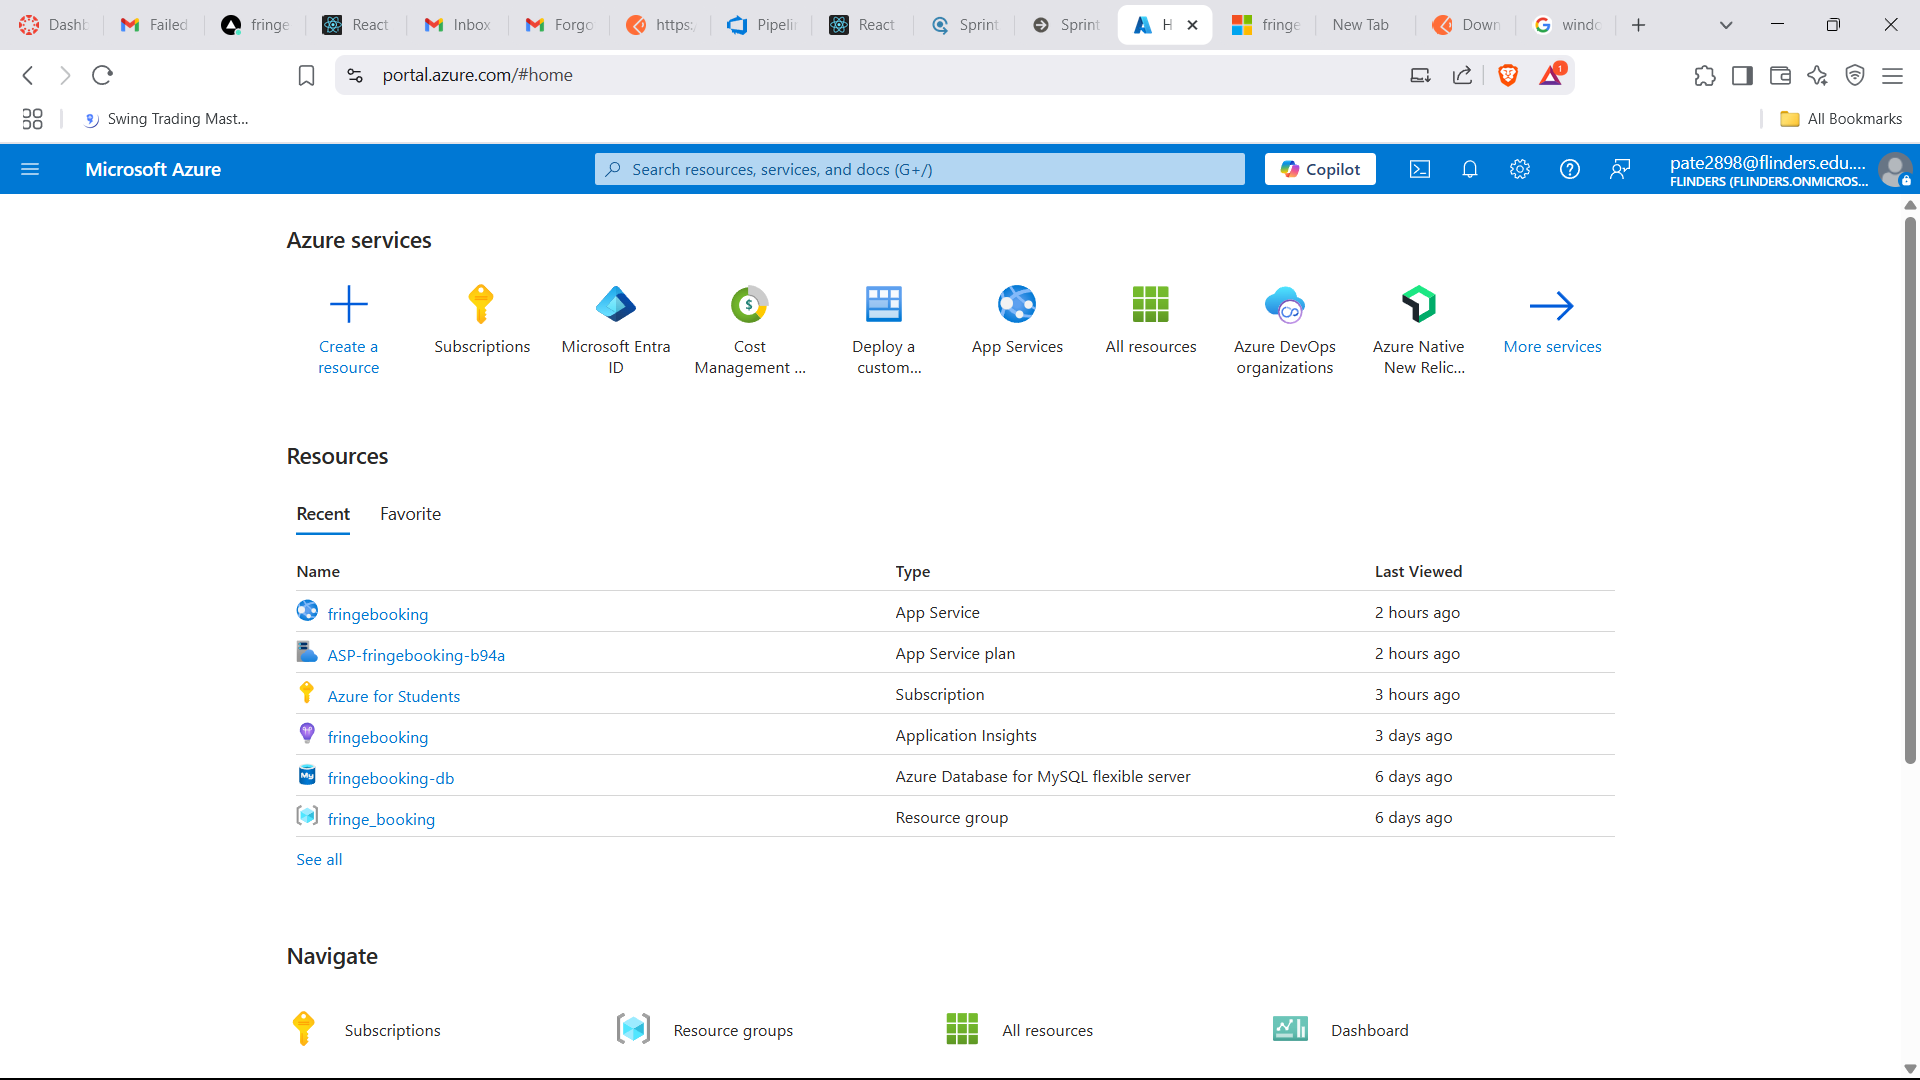 Dashb
Failed
fringe
React
Inbox
Forgo
https:/
Pipelin
React
Sprint
Sprint
H
fringe
New Tab
Down
windo
portal.azure.com/#home
1
Swing Trading Mast...
All Bookmarks
Microsoft Azure
Search resources, services, and docs (G+/)
Copilot
pate2898@flinders.edu....
FLINDERS (FLINDERS.ONMICROS...
Azure services
Create a
resource
Subscriptions
Microsoft Entra
ID
Cost
Management ...
Deploy a
custom...
App Services
All resources
Azure DevOps
organizations
Azure Native
New Relic...
More services
Resources
Recent
Favorite
Name Type Last Viewed
fringebooking App Service 2 hours ago
ASP-fringebooking-b94a App Service plan 2 hours ago
Azure for Students Subscription 3 hours ago
fringebooking Application Insights 3 days ago
My fringebooking-db Azure Database for MySQL flexible server 6 days ago
fringe_booking Resource group 6 days ago
See all
Navigate
Subscriptions
Resource groups
All resources
Dashboard